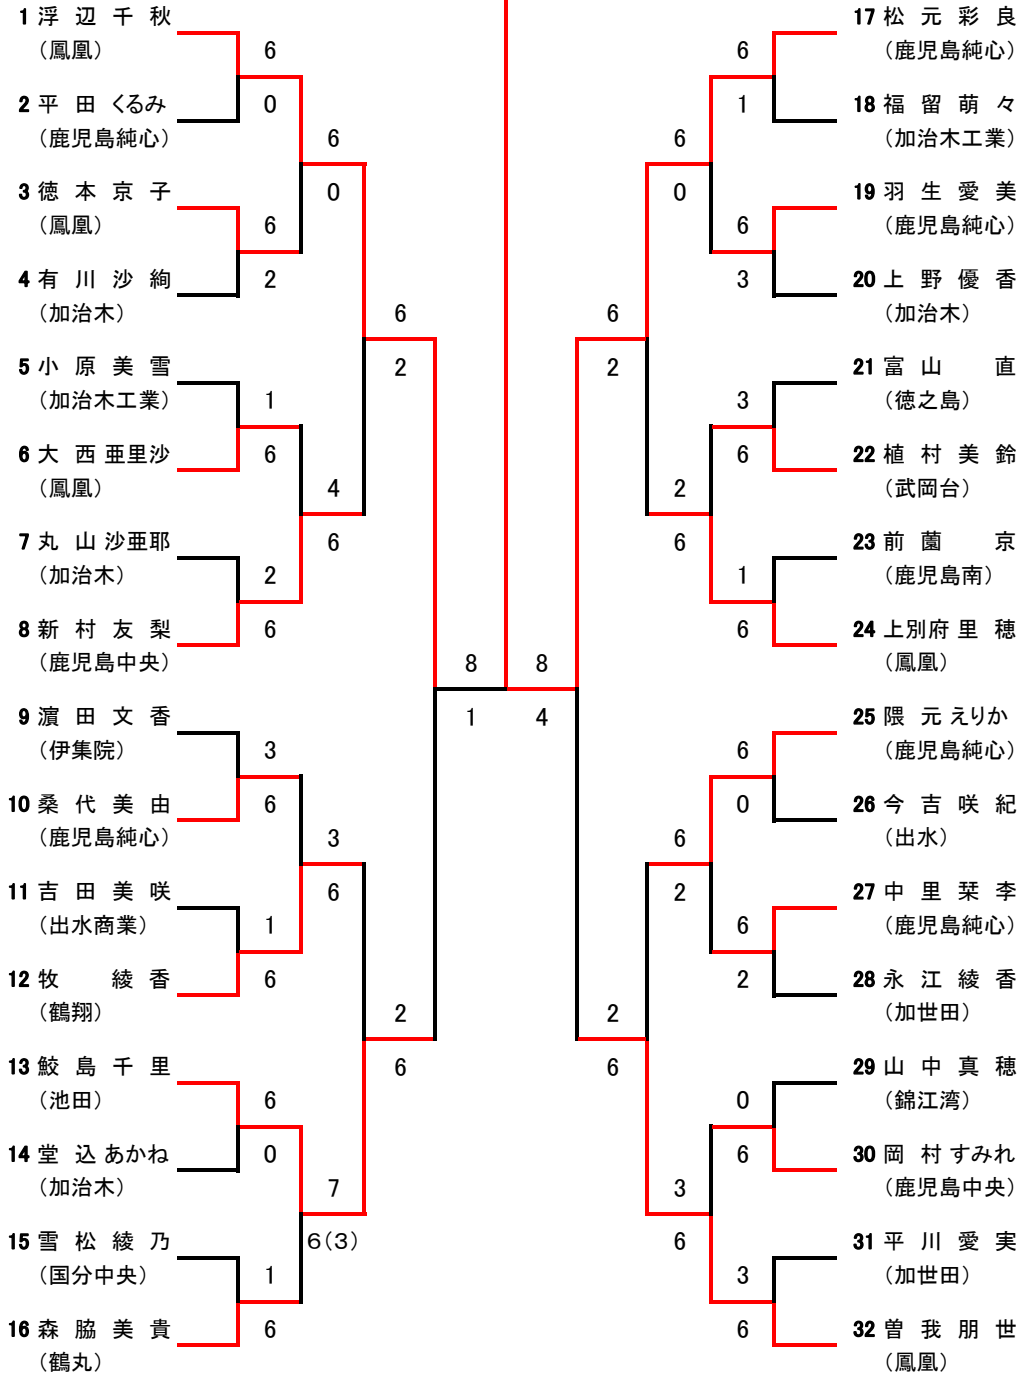 1 浮辺千秋
（鳳凰）
2 平田くるみ
（鹿児島純心）
3 徳本京子
（鳳凰）
4 有川沙絢
（加治木）
5 小原美雪
（加治木工業）
6 大西亜里沙
（鳳凰）
7 丸山沙亜耶
（加治木）
8 新村友梨
（鹿児島中央）
9 濵田文香
（伊集院）
10 桑代美由
（鹿児島純心）
11 吉田美咲
（出水商業）
12 牧綾香
（鶴翔）
13 鮫島千里
（池田）
14 堂込あかね
（加治木）
15 雪松綾乃
（国分中央）
16 森脇美貴
（鶴丸）
6
0
6
2
1
6
2
6
3
6
1
6
6
0
1
6
6
0
4
6
3
6
7
6(3)
6
2
2
6
8
1
8
4
6
2
2
6
6
0
2
6
6
2
3
6
6
1
6
3
3
6
1
6
6
0
6
2
0
6
3
6
17 松元彩良
（鹿児島純心）
18 福留萌々
（加治木工業）
19 羽生愛美
（鹿児島純心）
20 上野優香
（加治木）
21 富山直
（徳之島）
22 植村美鈴
（武岡台）
23 前薗京
（鹿児島南）
24 上別府里穂
（鳳凰）
25 隈元えりか
（鹿児島純心）
26 今吉咲紀
（出水）
27 中里栞李
（鹿児島純心）
28 永江綾香
（加世田）
29 山中真穂
（錦江湾）
30 岡村すみれ
（鹿児島中央）
31 平川愛実
（加世田）
32 曽我朋世
（鳳凰）